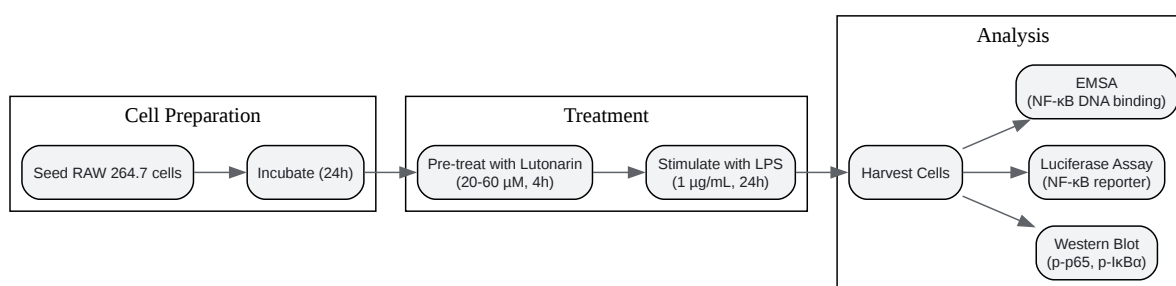 Cell Preparation
Seed RAW 264.7 cells
Incubate (24h)
Treatment
Pre-treat with Lutonarin
(20-60 µM, 4h)
Stimulate with LPS
(1 µg/mL, 24h)
Analysis
Harvest Cells
EMSA
(NF-κB DNA binding)
Luciferase Assay
(NF-κB reporter)
Western Blot
(p-p65, p-IκBα)